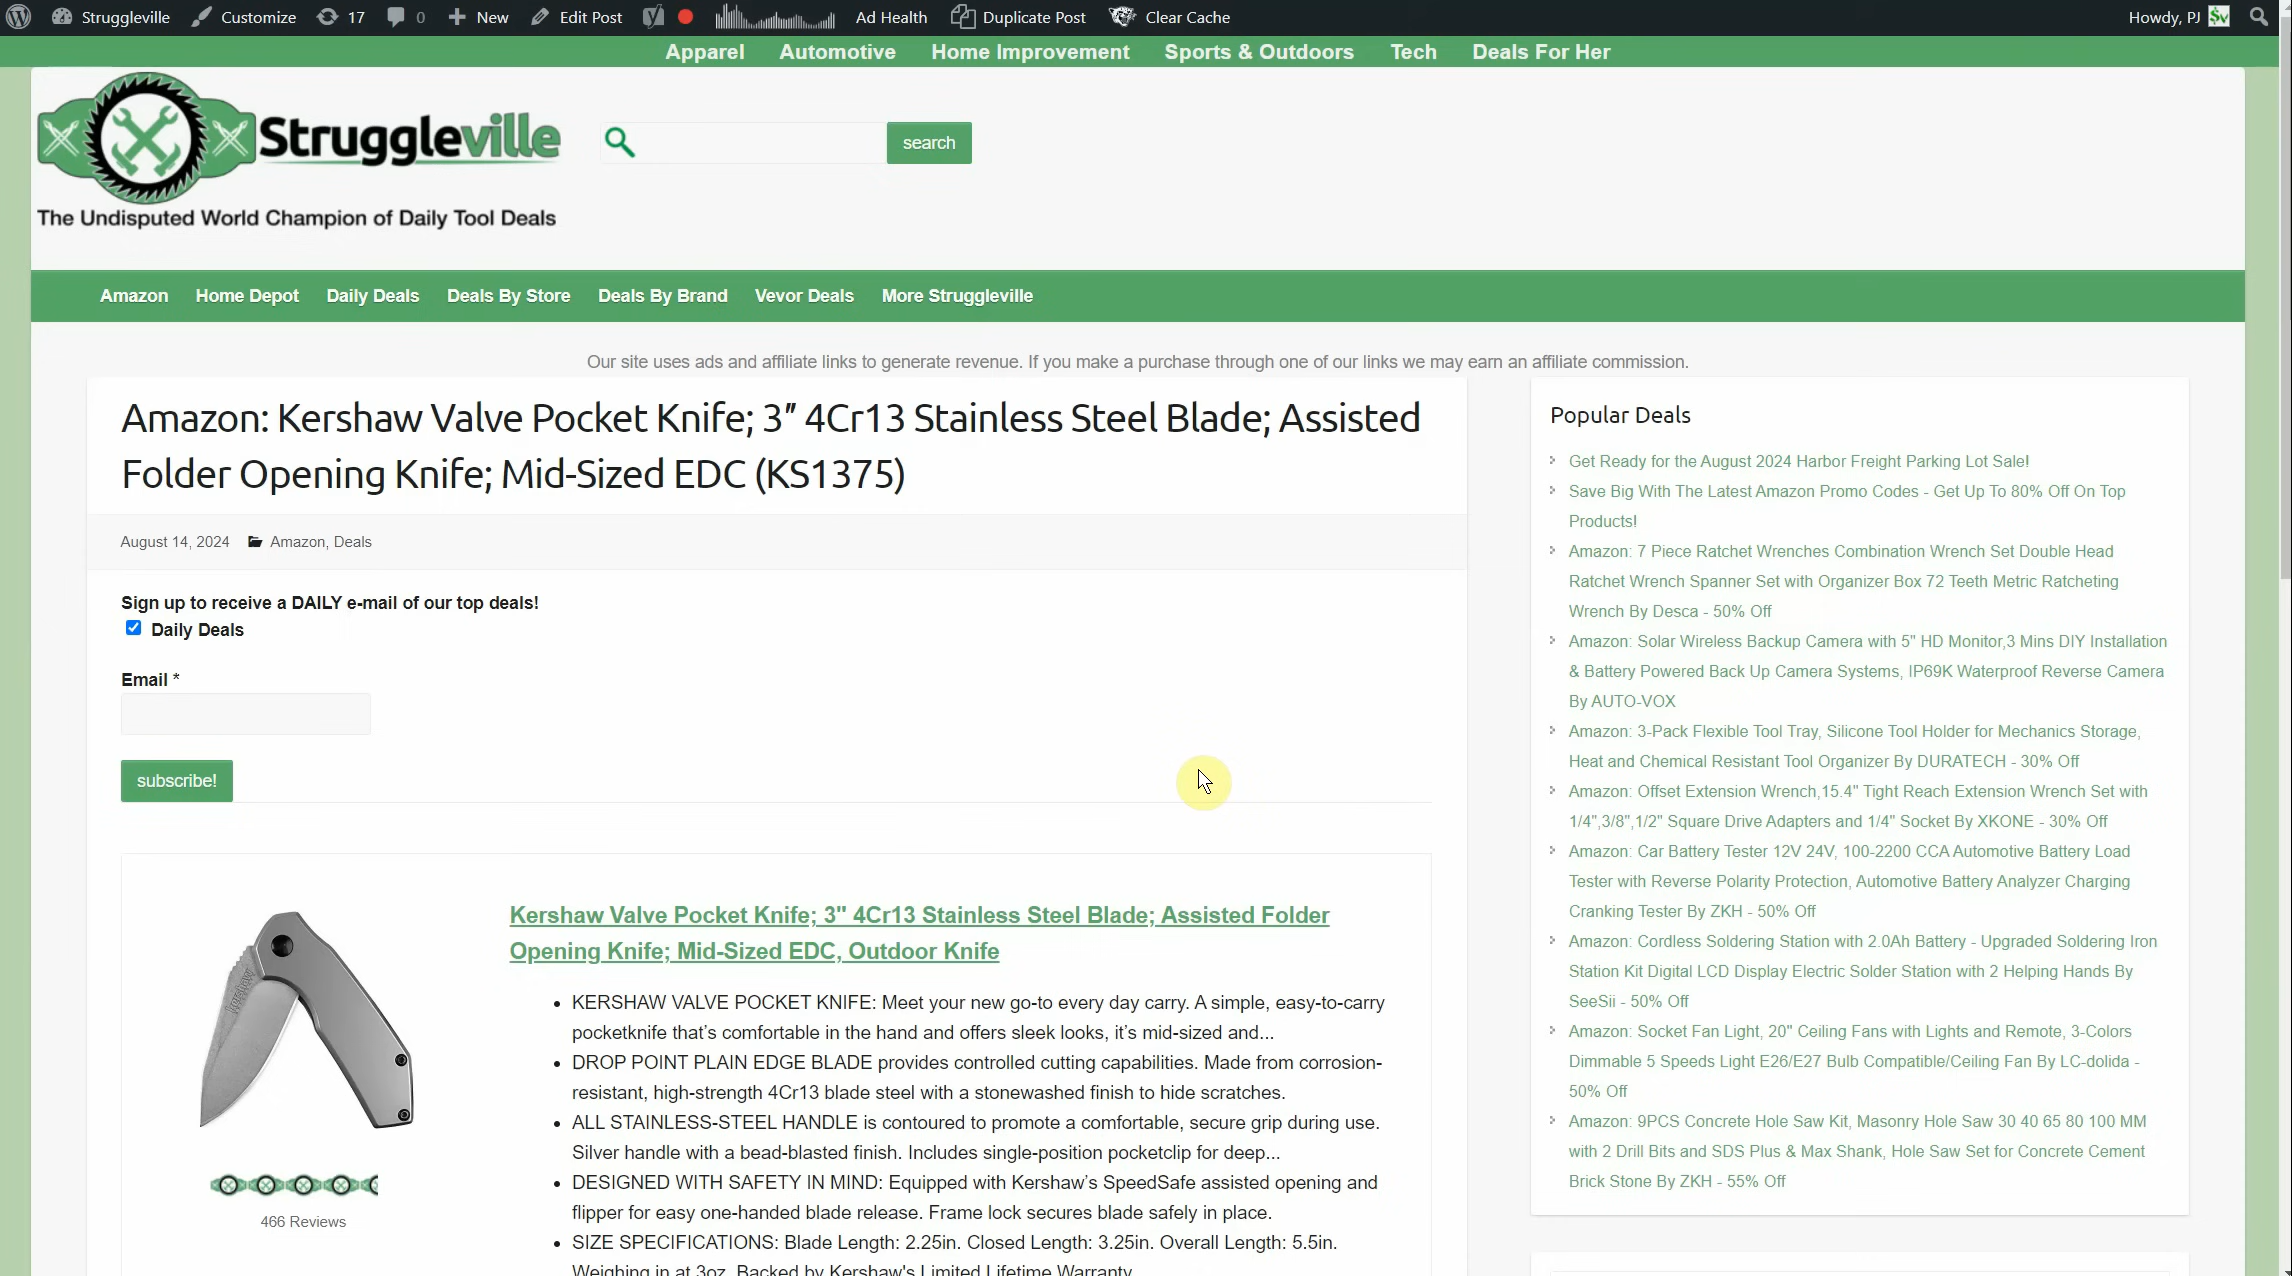 Struggleville Customize 17 0 New Edit Post Ad Health Duplicate Post Clear Cache Howdy, PJ
Apparel Automotive Home Improvement Sports & Outdoors Tech Deals For Her
Struggleville
The Undisputed World Champion of Daily Tool Deals
search
Amazon Home Depot Daily Deals Deals By Store Deals By Brand Vevor Deals More Struggleville
Our site uses ads and affiliate links to generate revenue. If you make a purchase through one of our links we may earn an affiliate commission.
Amazon: Kershaw Valve Pocket Knife; 3″ 4Cr13 Stainless Steel Blade; Assisted
Folder Opening Knife; Mid-Sized EDC (KS1375)
August 14, 2024 Amazon, Deals
Sign up to receive a DAILY e-mail of our top deals!
Daily Deals
Email *
subscribe!
Kershaw Valve Pocket Knife; 3" 4Cr13 Stainless Steel Blade; Assisted Folder
Opening Knife; Mid-Sized EDC, Outdoor Knife
• KERSHAW VALVE POCKET KNIFE: Meet your new go-to every day carry. A simple, easy-to-carry
pocketknife that's comfortable in the hand and offers sleek looks, it's mid-sized and...
• DROP POINT PLAIN EDGE BLADE provides controlled cutting capabilities. Made from corrosion-
resistant, high-strength 4Cr13 blade steel with a stonewashed finish to hide scratches.
• ALL STAINLESS-STEEL HANDLE is contoured to promote a comfortable, secure grip during use.
Silver handle with a bead-blasted finish. Includes single-position pocketclip for deep...
• DESIGNED WITH SAFETY IN MIND: Equipped with Kershaw's SpeedSafe assisted opening and
flipper for easy one-handed blade release. Frame lock secures blade safely in place.
• SIZE SPECIFICATIONS: Blade Length: 2.25in. Closed Length: 3.25in. Overall Length: 5.5in.
Weighing in at 3oz. Backed by Kershaw's Limited Lifetime Warranty
466 Reviews
Popular Deals
Get Ready for the August 2024 Harbor Freight Parking Lot Sale!
Save Big With The Latest Amazon Promo Codes - Get Up To 80% Off On Top
Products!
Amazon: 7 Piece Ratchet Wrenches Combination Wrench Set Double Head
Ratchet Wrench Spanner Set with Organizer Box 72 Teeth Metric Ratcheting
Wrench By Desca - 50% Off
Amazon: Solar Wireless Backup Camera with 5" HD Monitor,3 Mins DIY Installation
& Battery Powered Back Up Camera Systems, IP69K Waterproof Reverse Camera
By AUTO-VOX
Amazon: 3-Pack Flexible Tool Tray, Silicone Tool Holder for Mechanics Storage,
Heat and Chemical Resistant Tool Organizer By DURATECH - 30% Off
Amazon: Offset Extension Wrench,15.4" Tight Reach Extension Wrench Set with
1/4",3/8",1/2" Square Drive Adapters and 1/4" Socket By XKONE - 30% Off
Amazon: Car Battery Tester 12V 24V, 100-2200 CCA Automotive Battery Load
Tester with Reverse Polarity Protection, Automotive Battery Analyzer Charging
Cranking Tester By ZKH - 50% Off
Amazon: Cordless Soldering Station with 2.0Ah Battery - Upgraded Soldering Iron
Station Kit Digital LCD Display Electric Solder Station with 2 Helping Hands By
SeeSii - 50% Off
Amazon: Socket Fan Light, 20" Ceiling Fans with Lights and Remote, 3-Colors
Dimmable 5 Speeds Light E26/E27 Bulb Compatible/Ceiling Fan By LC-dolida -
50% Off
Amazon: 9PCS Concrete Hole Saw Kit, Masonry Hole Saw 30 40 65 80 100 MM
with 2 Drill Bits and SDS Plus & Max Shank, Hole Saw Set for Concrete Cement
Brick Stone By ZKH - 55% Off